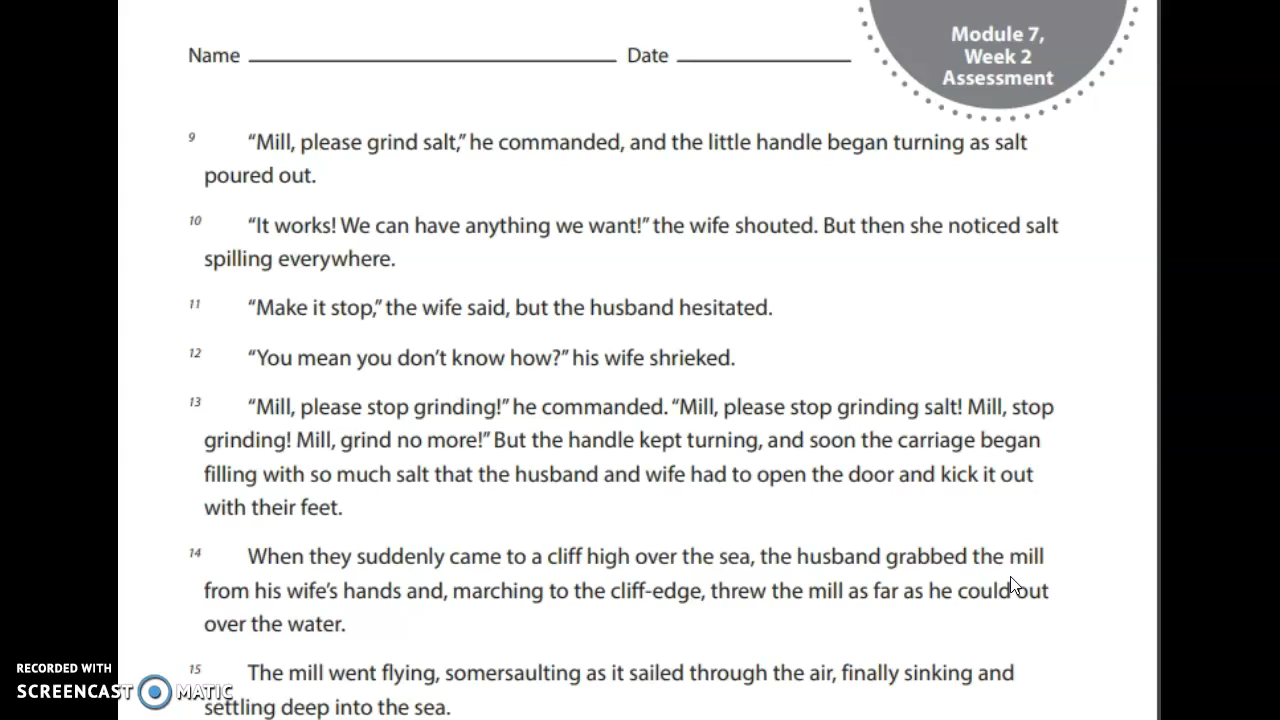 Module 7,
Week 2
Assessment
Name Date
9 “Mill, please grind salt,” he commanded, and the little handle began turning as salt
poured out.
10 “It works! We can have anything we want!” the wife shouted. But then she noticed salt
spilling everywhere.
11 “Make it stop,” the wife said, but the husband hesitated.
12 “You mean you don’t know how?” his wife shrieked.
13 “Mill, please stop grinding!” he commanded. “Mill, please stop grinding salt! Mill, stop
grinding! Mill, grind no more!” But the handle kept turning, and soon the carriage began
filling with so much salt that the husband and wife had to open the door and kick it out
with their feet.
14 When they suddenly came to a cliff high over the sea, the husband grabbed the mill
from his wife’s hands and, marching to the cliff-edge, threw the mill as far as he could out
over the water.
15 The mill went flying, somersaulting as it sailed through the air, finally sinking and
settling deep into the sea.
RECORDED WITH
SCREENCAST MATIC